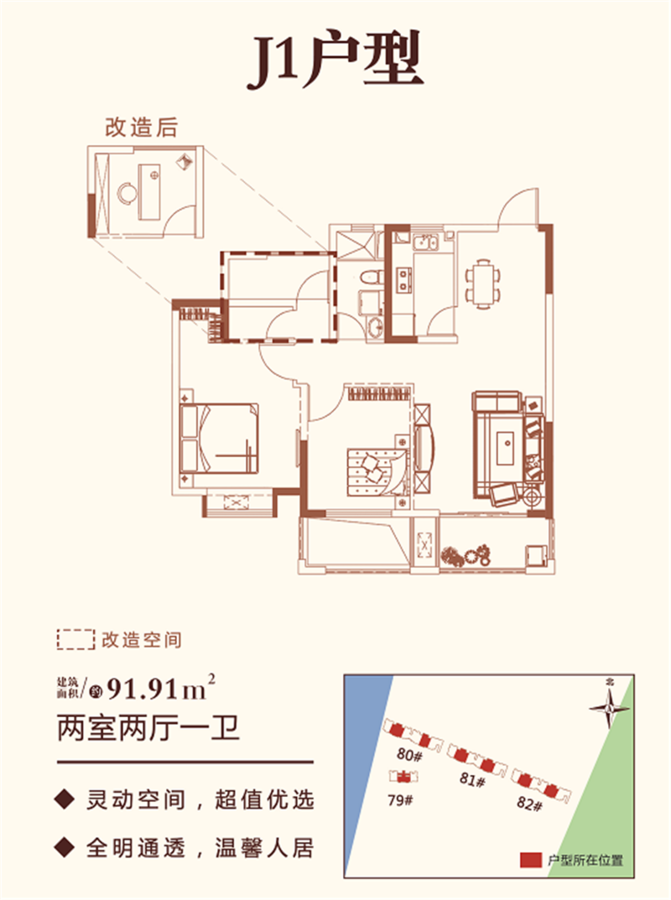 J1户型
改造后
改造空间
建筑面积/约91.91m²
两室两厅一卫
◆ 灵动空间，超值优选
◆ 全明通透，温馨人居
北
80#
81#
79#
82#
户型所在位置